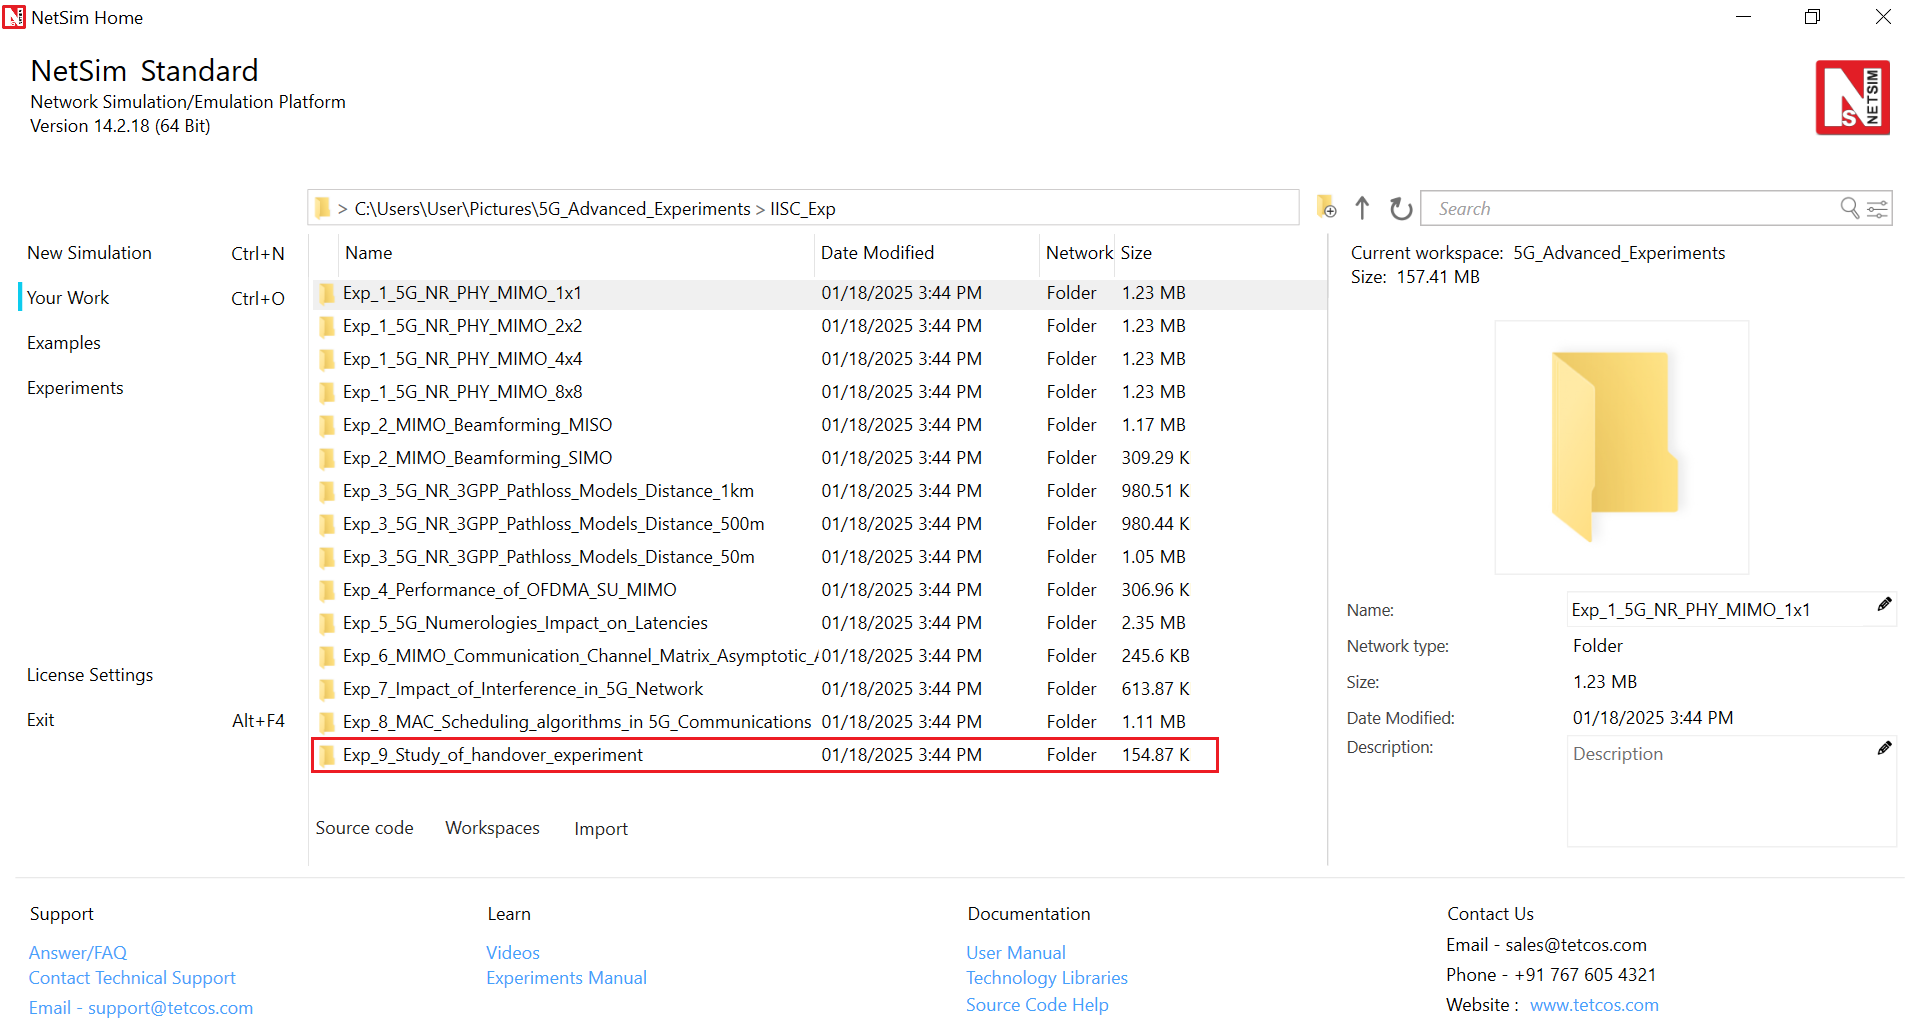 NetSim Home
NetSim Standard
Network Simulation/Emulation Platform
Version 14.2.18 (64 Bit)
NS NETSIM
> C:\Users\User\Pictures\5G_Advanced_Experiments > IISC_Exp
Search
New Simulation Ctrl+N
Your Work Ctrl+O
Examples
Experiments
License Settings
Exit Alt+F4
Name Date Modified Network Size
Exp_1_5G_NR_PHY_MIMO_1x1 01/18/2025 3:44 PM Folder 1.23 MB
Exp_1_5G_NR_PHY_MIMO_2x2 01/18/2025 3:44 PM Folder 1.23 MB
Exp_1_5G_NR_PHY_MIMO_4x4 01/18/2025 3:44 PM Folder 1.23 MB
Exp_1_5G_NR_PHY_MIMO_8x8 01/18/2025 3:44 PM Folder 1.23 MB
Exp_2_MIMO_Beamforming_MISO 01/18/2025 3:44 PM Folder 1.17 MB
Exp_2_MIMO_Beamforming_SIMO 01/18/2025 3:44 PM Folder 309.29 K
Exp_3_5G_NR_3GPP_Pathloss_Models_Distance_1km 01/18/2025 3:44 PM Folder 980.51 K
Exp_3_5G_NR_3GPP_Pathloss_Models_Distance_500m 01/18/2025 3:44 PM Folder 980.44 K
Exp_3_5G_NR_3GPP_Pathloss_Models_Distance_50m 01/18/2025 3:44 PM Folder 1.05 MB
Exp_4_Performance_of_OFDMA_SU_MIMO 01/18/2025 3:44 PM Folder 306.96 K
Exp_5_5G_Numerologies_Impact_on_Latencies 01/18/2025 3:44 PM Folder 2.35 MB
Exp_6_MIMO_Communication_Channel_Matrix_Asymptotic_A 01/18/2025 3:44 PM Folder 245.6 KB
Exp_7_Impact_of_Interference_in_5G_Network 01/18/2025 3:44 PM Folder 613.87 K
Exp_8_MAC_Scheduling_algorithms_in 5G_Communications 01/18/2025 3:44 PM Folder 1.11 MB
Exp_9_Study_of_handover_experiment 01/18/2025 3:44 PM Folder 154.87 K
Source code Workspaces Import
Current workspace: 5G_Advanced_Experiments
Size: 157.41 MB
Name: Exp_1_5G_NR_PHY_MIMO_1x1
Network type: Folder
Size: 1.23 MB
Date Modified: 01/18/2025 3:44 PM
Description: Description
Support
Answer/FAQ
Contact Technical Support
Email - support@tetcos.com
Learn
Videos
Experiments Manual
Documentation
User Manual
Technology Libraries
Source Code Help
Contact Us
Email - sales@tetcos.com
Phone - +91 767 605 4321
Website : www.tetcos.com